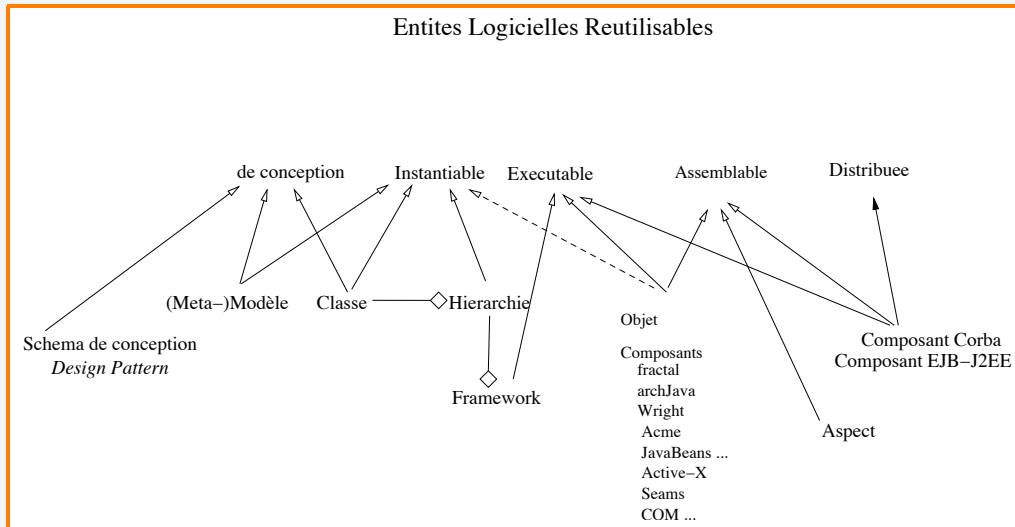 Entites Logicielles Reutilisables
de conception
Instantiable
Executable
Assemblable
Distribuee
(Meta−)Modèle
Classe
Hierarchie
Schema de conception
Design Pattern
Framework
Objet
Composants
fractal
archJava
Wright
Acme
JavaBeans ...
Active−X
Seams
COM ...
Composant Corba
Composant EJB−J2EE
Aspect